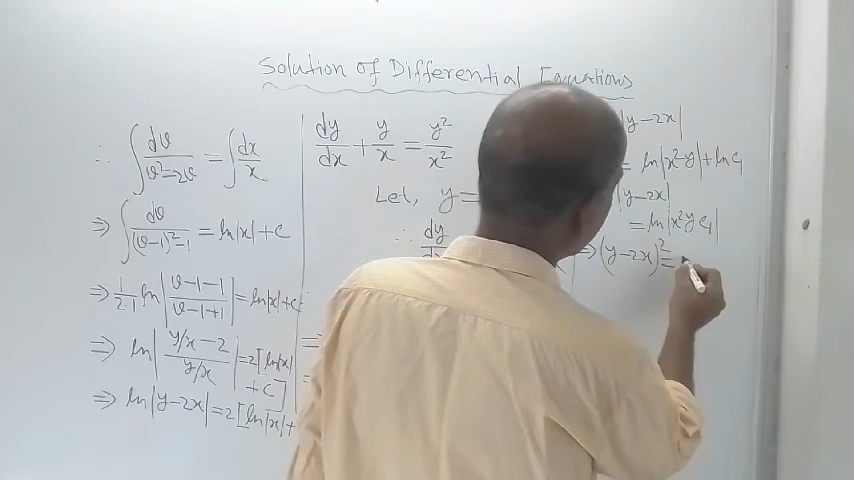 Solution of Differential Equations
∴ ∫ dv/(v²-2v) = ∫ dx/x
⇒ ∫ dv/((v-1)²-1) = ln|x| + c
⇒ 1/2·1 ln| (v-1-1)/(v-1+1) | = ln|x|+c
⇒ ln| (y/x-2)/(y/x) | = 2[ln|x|
+ c]
⇒ ln|y-2x| = 2[ln|x|+
dy/dx + y/x = y²/x²
Let, y =
∴ dy
|y-2x|
= ln|x²y| + ln c₁
|y-2x|
= ln|x²y c₁|
⇒ (y-2x)² =